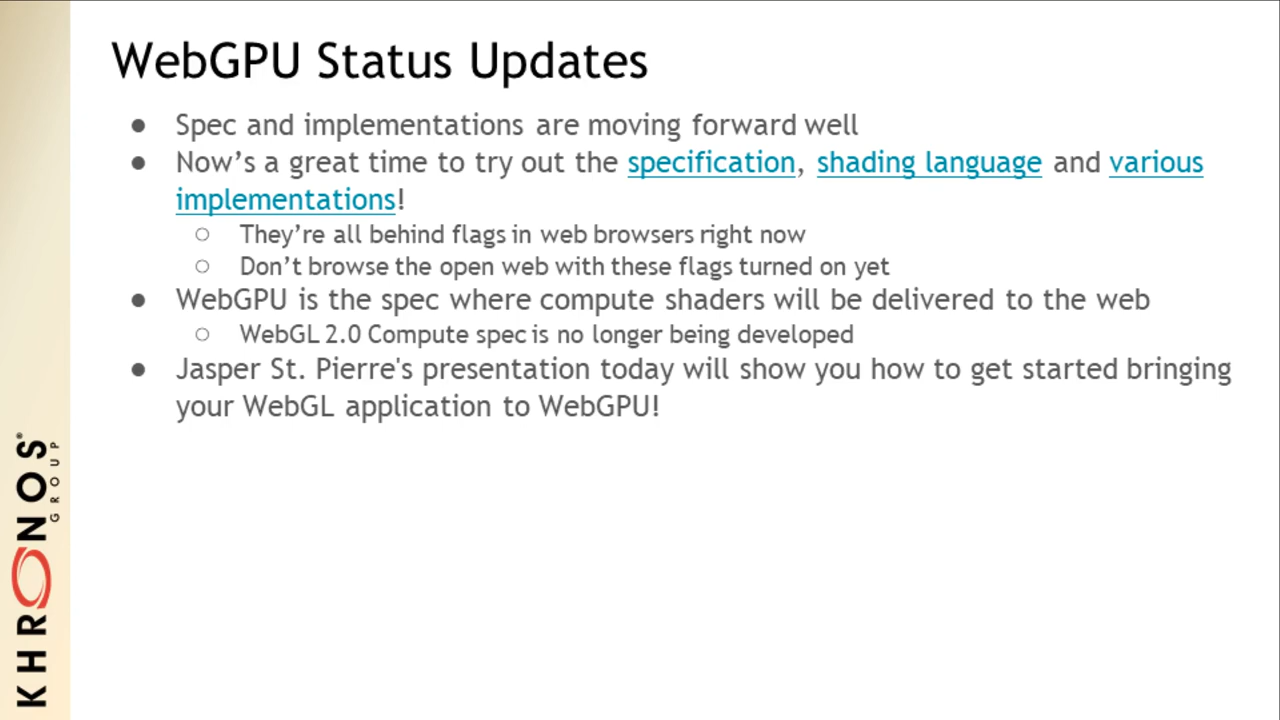 WebGPU Status Updates
● Spec and implementations are moving forward well
● Now’s a great time to try out the specification, shading language and various
implementations!
○ They’re all behind flags in web browsers right now
○ Don’t browse the open web with these flags turned on yet
● WebGPU is the spec where compute shaders will be delivered to the web
○ WebGL 2.0 Compute spec is no longer being developed
● Jasper St. Pierre's presentation today will show you how to get started bringing
your WebGL application to WebGPU!
KHRONOS®
GROUP